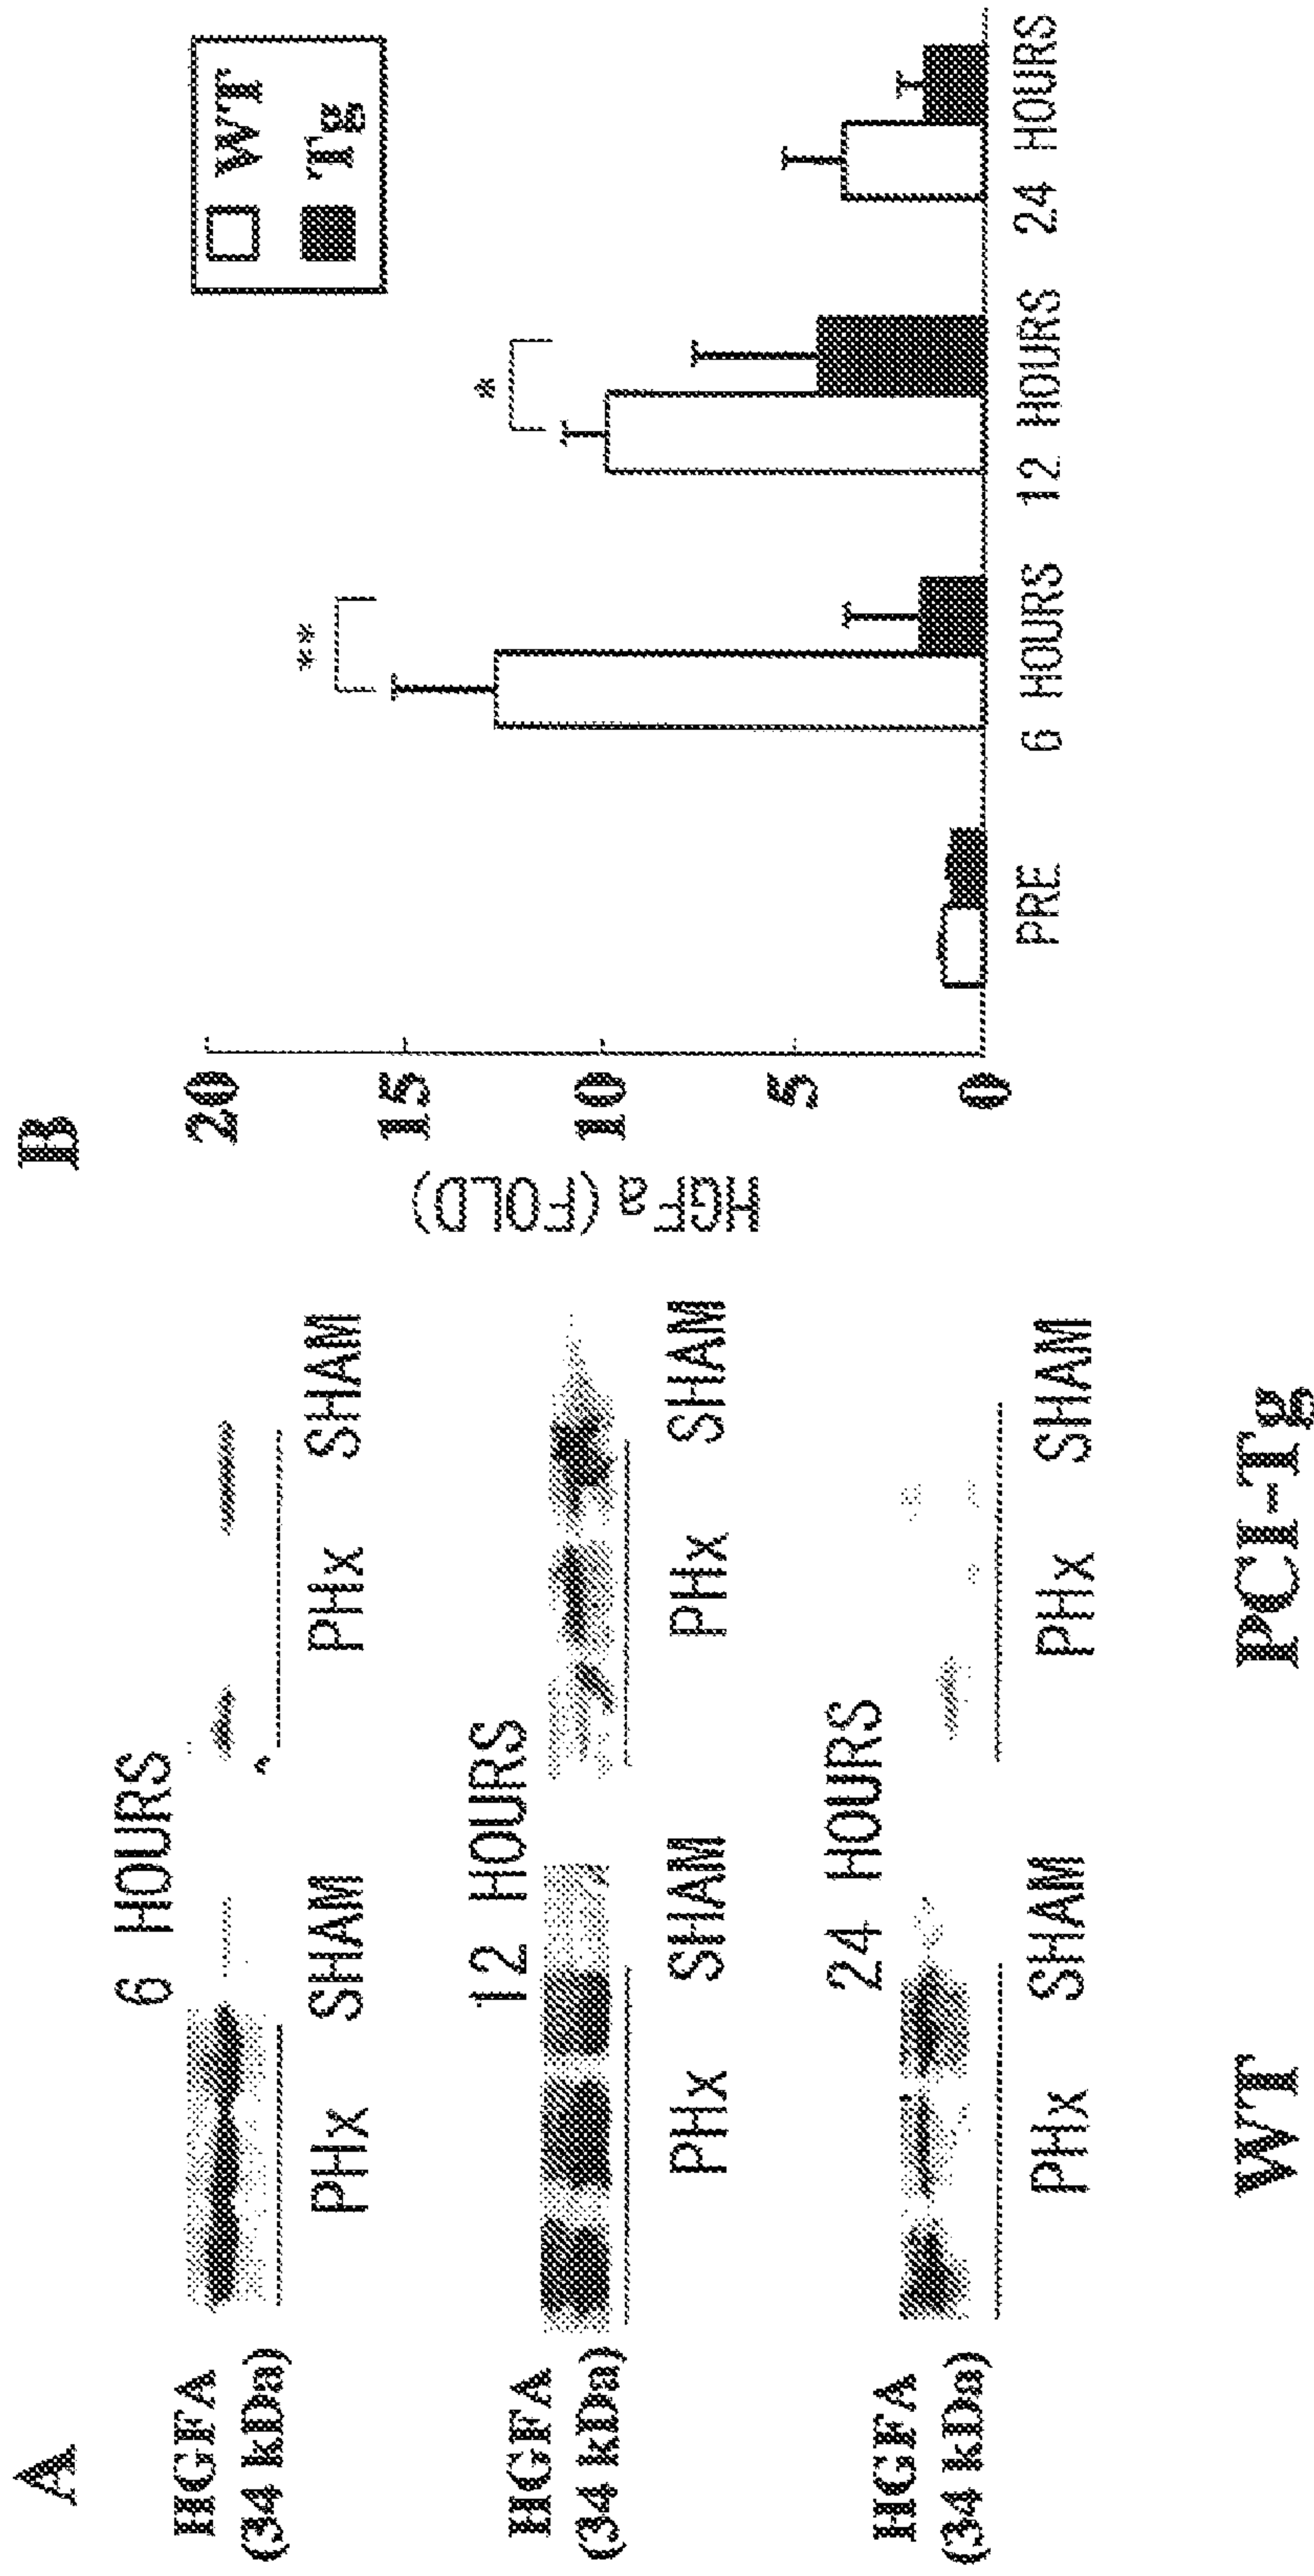 A
6 HOURS
HGFA
(34 kDa)
PHx SHAM PHx SHAM
12 HOURS
HGFA
(34 kDa)
PHx SHAM PHx SHAM
24 HOURS
HGFA
(34 kDa)
PHx SHAM PHx SHAM
WT PCI-Tg
B
WT
Tg
HGFa (FOLD)
20
15
10
5
0
**
*
PRE 6 HOURS 12 HOURS 24 HOURS